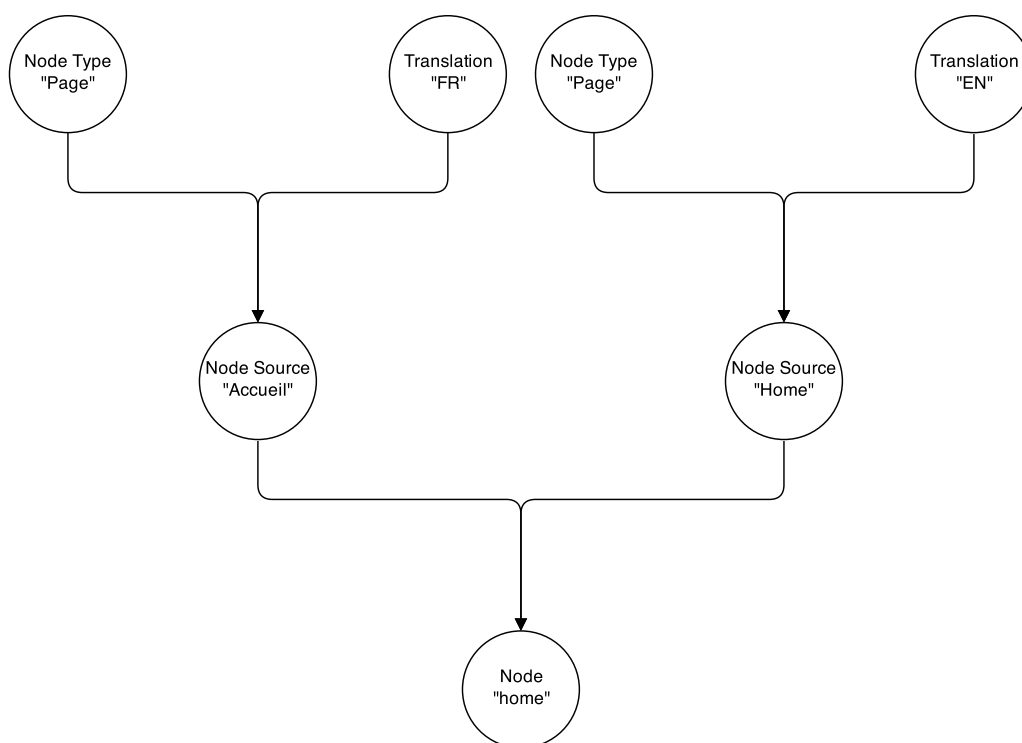 Node Type
"Page"
Translation
"FR"
Node Type
"Page"
Translation
"EN"
Node Source
"Accueil"
Node Source
"Home"
Node
"home"